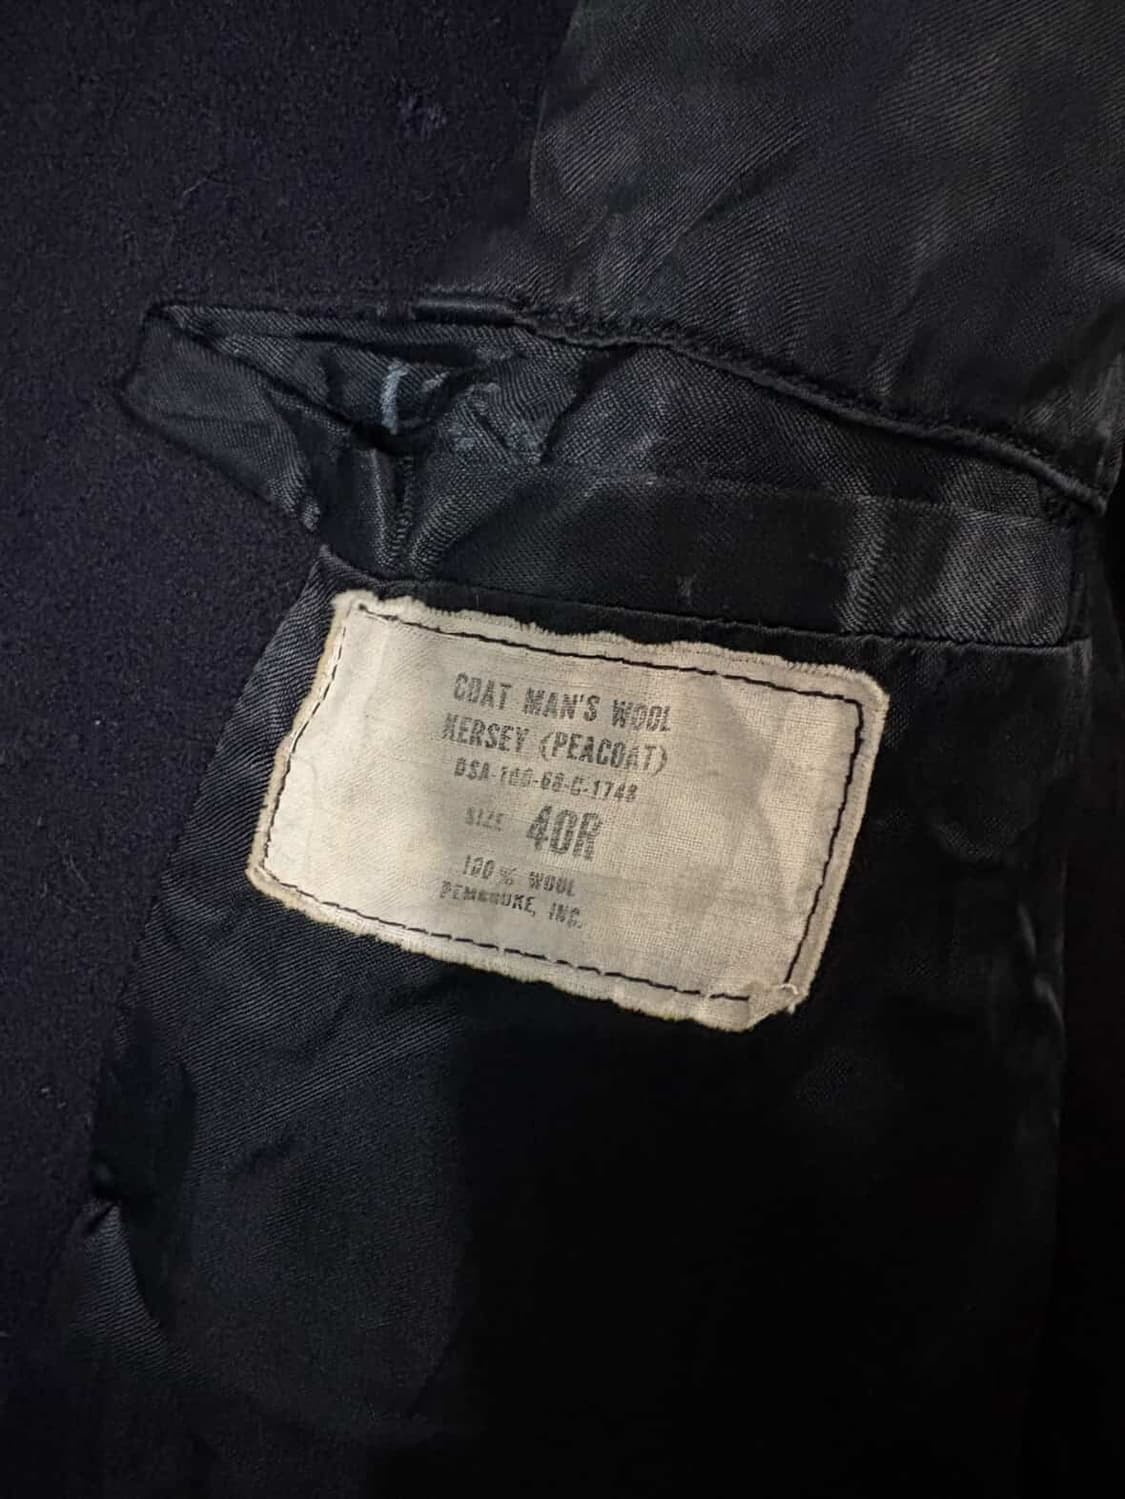 COAT MAN'S WOOL
KERSEY (PEACOAT)
DSA-100-68-C-1748
SIZE 40R
100% WOOL
PEMBROKE, INC.